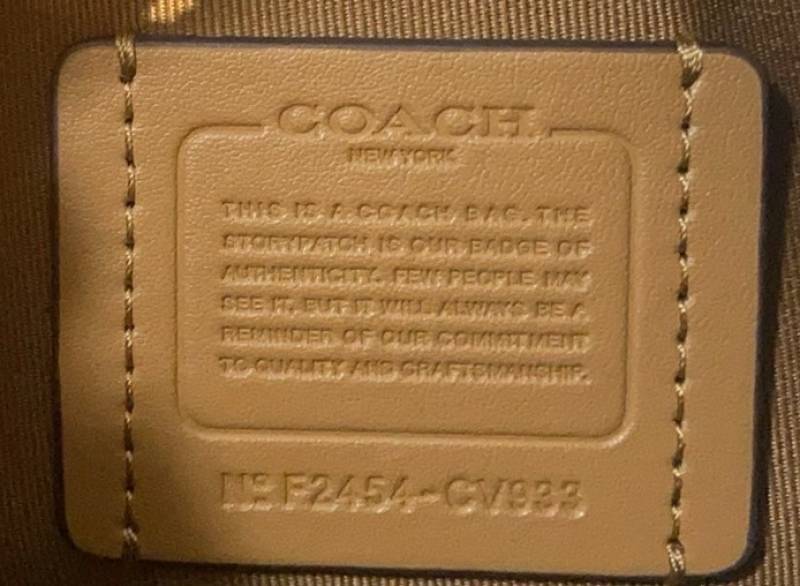 COACH
NEW YORK
THIS IS A COACH BAG. THE
STORYPATCH IS OUR BADGE OF
AUTHENTICITY. FEW PEOPLE MAY
SEE IT, BUT IT WILL ALWAYS BE A
REMINDER OF OUR COMMITMENT
TO QUALITY AND CRAFTSMANSHIP.
Nº F2454-CV933